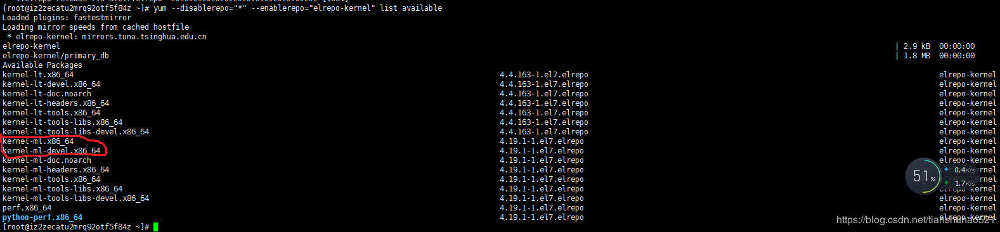 [root@iz2zecatu2mrq92otf5f84z ~]# yum --disablerepo="*" --enablerepo="elrepo-kernel" list available
Loaded plugins: fastestmirror
Loading mirror speeds from cached hostfile
 * elrepo-kernel: mirrors.tuna.tsinghua.edu.cn
elrepo-kernel | 2.9 kB 00:00:00
elrepo-kernel/primary_db | 1.8 MB 00:00:00
Available Packages
kernel-lt.x86_64 4.4.163-1.el7.elrepo elrepo-kernel
kernel-lt-devel.x86_64 4.4.163-1.el7.elrepo elrepo-kernel
kernel-lt-doc.noarch 4.4.163-1.el7.elrepo elrepo-kernel
kernel-lt-headers.x86_64 4.4.163-1.el7.elrepo elrepo-kernel
kernel-lt-tools.x86_64 4.4.163-1.el7.elrepo elrepo-kernel
kernel-lt-tools-libs.x86_64 4.4.163-1.el7.elrepo elrepo-kernel
kernel-lt-tools-libs-devel.x86_64 4.4.163-1.el7.elrepo elrepo-kernel
kernel-ml.x86_64 4.19.1-1.el7.elrepo elrepo-kernel
kernel-ml-devel.x86_64 4.19.1-1.el7.elrepo elrepo-kernel
kernel-ml-doc.noarch 4.19.1-1.el7.elrepo elrepo-kernel
kernel-ml-headers.x86_64 4.19.1-1.el7.elrepo
kernel-ml-tools.x86_64 4.19.1-1.el7.elrepo
kernel-ml-tools-libs.x86_64 4.19.1-1.el7.elrepo
kernel-ml-tools-libs-devel.x86_64 4.19.1-1.el7.elrepo elrepo-kernel
perf.x86_64 4.19.1-1.el7.elrepo elrepo-kernel
python-perf.x86_64 4.19.1-1.el7.elrepo elrepo-kernel
[root@iz2zecatu2mrq92otf5f84z ~]#
51%
0.4K/s
1.7K/s
https://blog.csdn.net/tianshuhao521